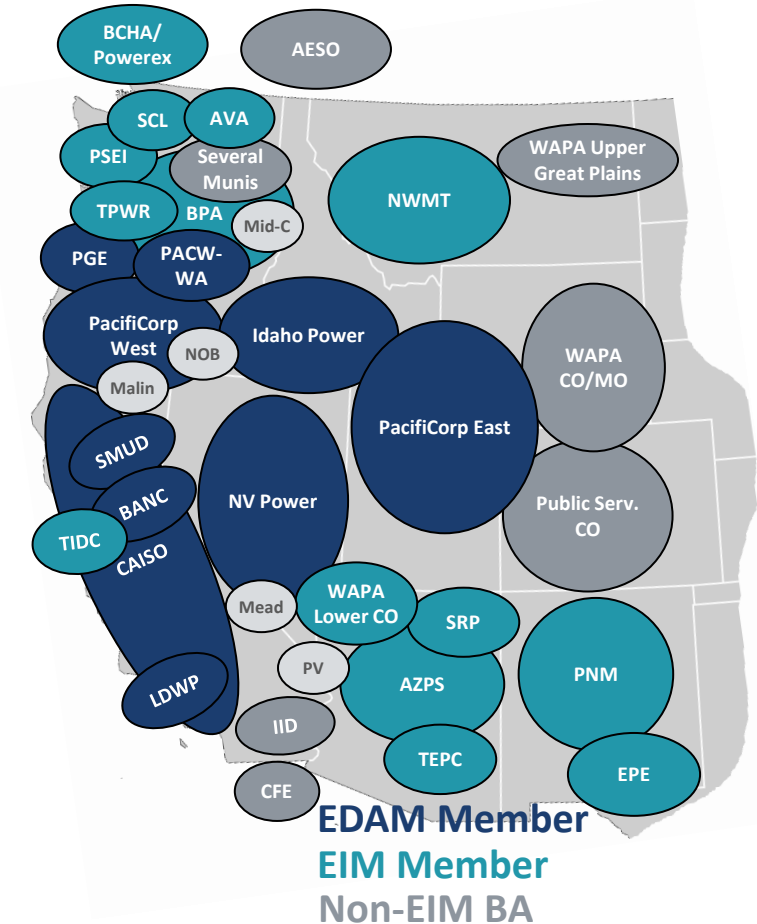 BCHA/
Powerex
AESO
SCL
AVA
PSEI
Several
Munis
WAPA Upper
Great Plains
NWMT
TPWR
BPA
Mid-C
PGE
PACW-
WA
PacifiCorp
West
NOB
Idaho Power
Malin
WAPA
CO/MO
PacifiCorp East
SMUD
BANC
NV Power
Public Serv.
CO
TIDC
CAISO
Mead
WAPA
Lower CO
SRP
PV
AZPS
PNM
LDWP
IID
TEPC
EPE
CFE
EDAM Member
EIM Member
Non-EIM BA